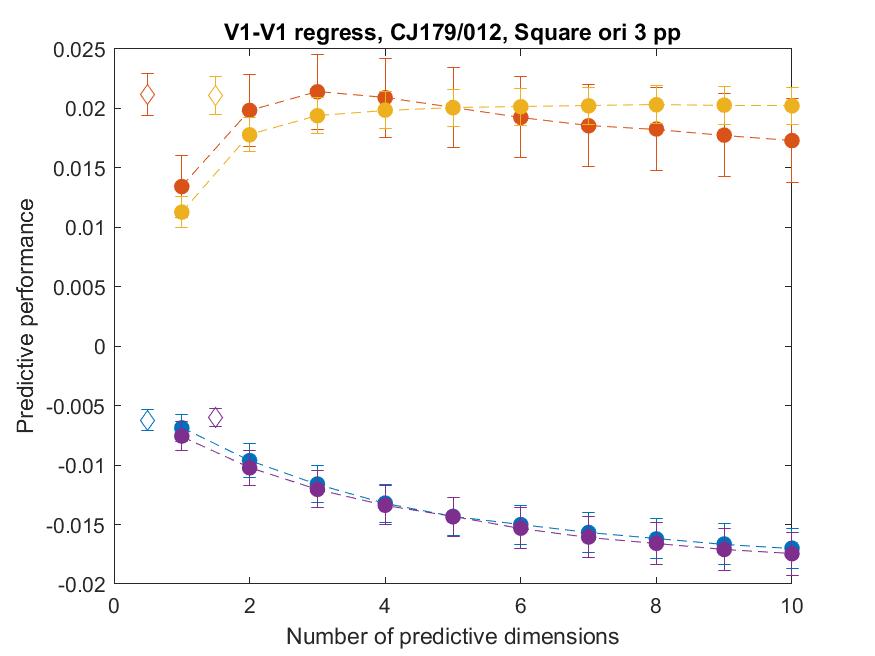 V1-V1 regress, CJ179/012, Square ori 3 pp
0.025
0.02
0.015
0.01
0.005
0
-0.005
-0.01
-0.015
-0.02
Predictive performance
0 2 4 6 8 10
Number of predictive dimensions